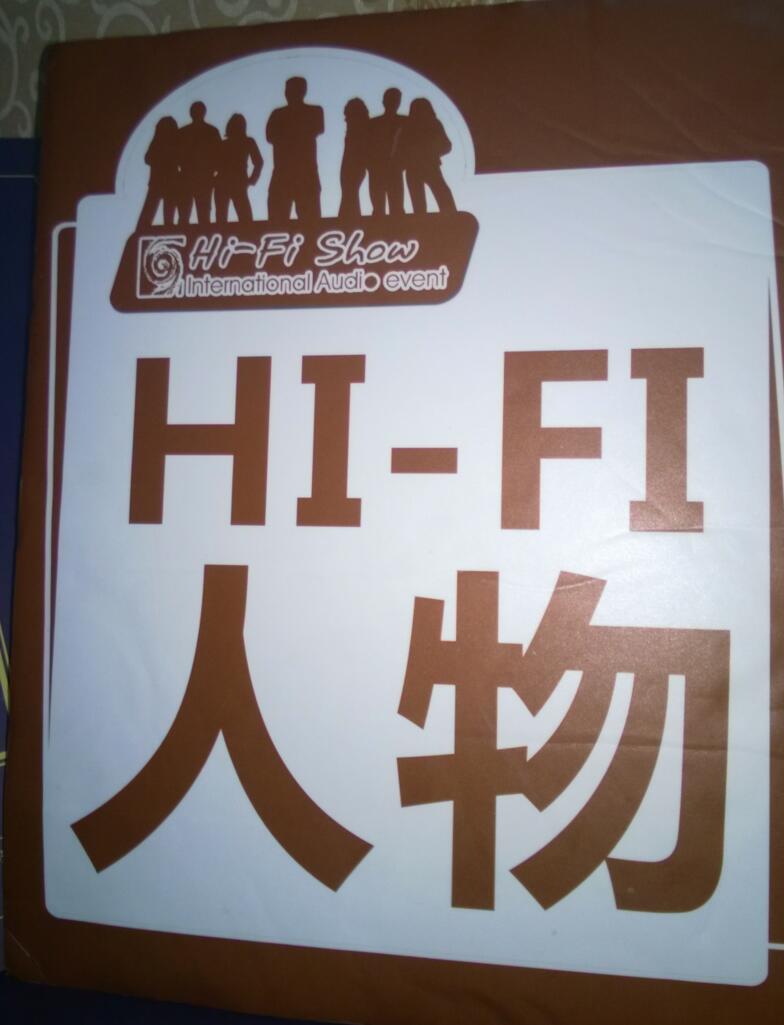 Hi-Fi Show
International Audio event
HI-FI
人物